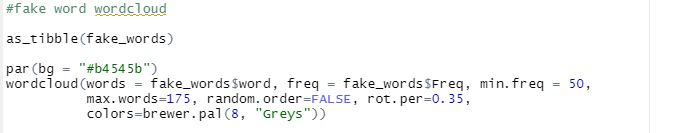 #fake word wordcloud
as_tibble(fake_words)
par(bg = "#b4545b")
wordcloud(words = fake_words$word, freq = fake_words$Freq, min.freq = 50,
max.words=175, random.order=FALSE, rot.per=0.35,
colors=brewer.pal(8, "Greys"))